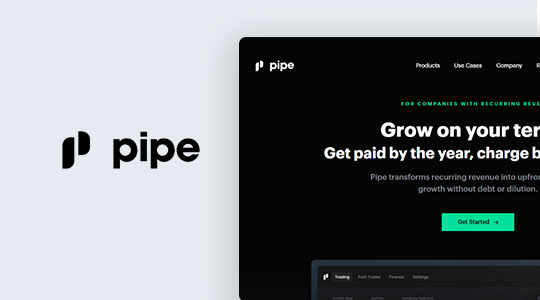 pipe
pipe
Products Use Cases Company
FOR COMPANIES WITH RECURRING REVE
Grow on your ter
Get paid by the year, charge b
Pipe transforms recurring revenue into upfro
growth without debt or dilution.
Get Started →
Trading Past Trades Finance Settings